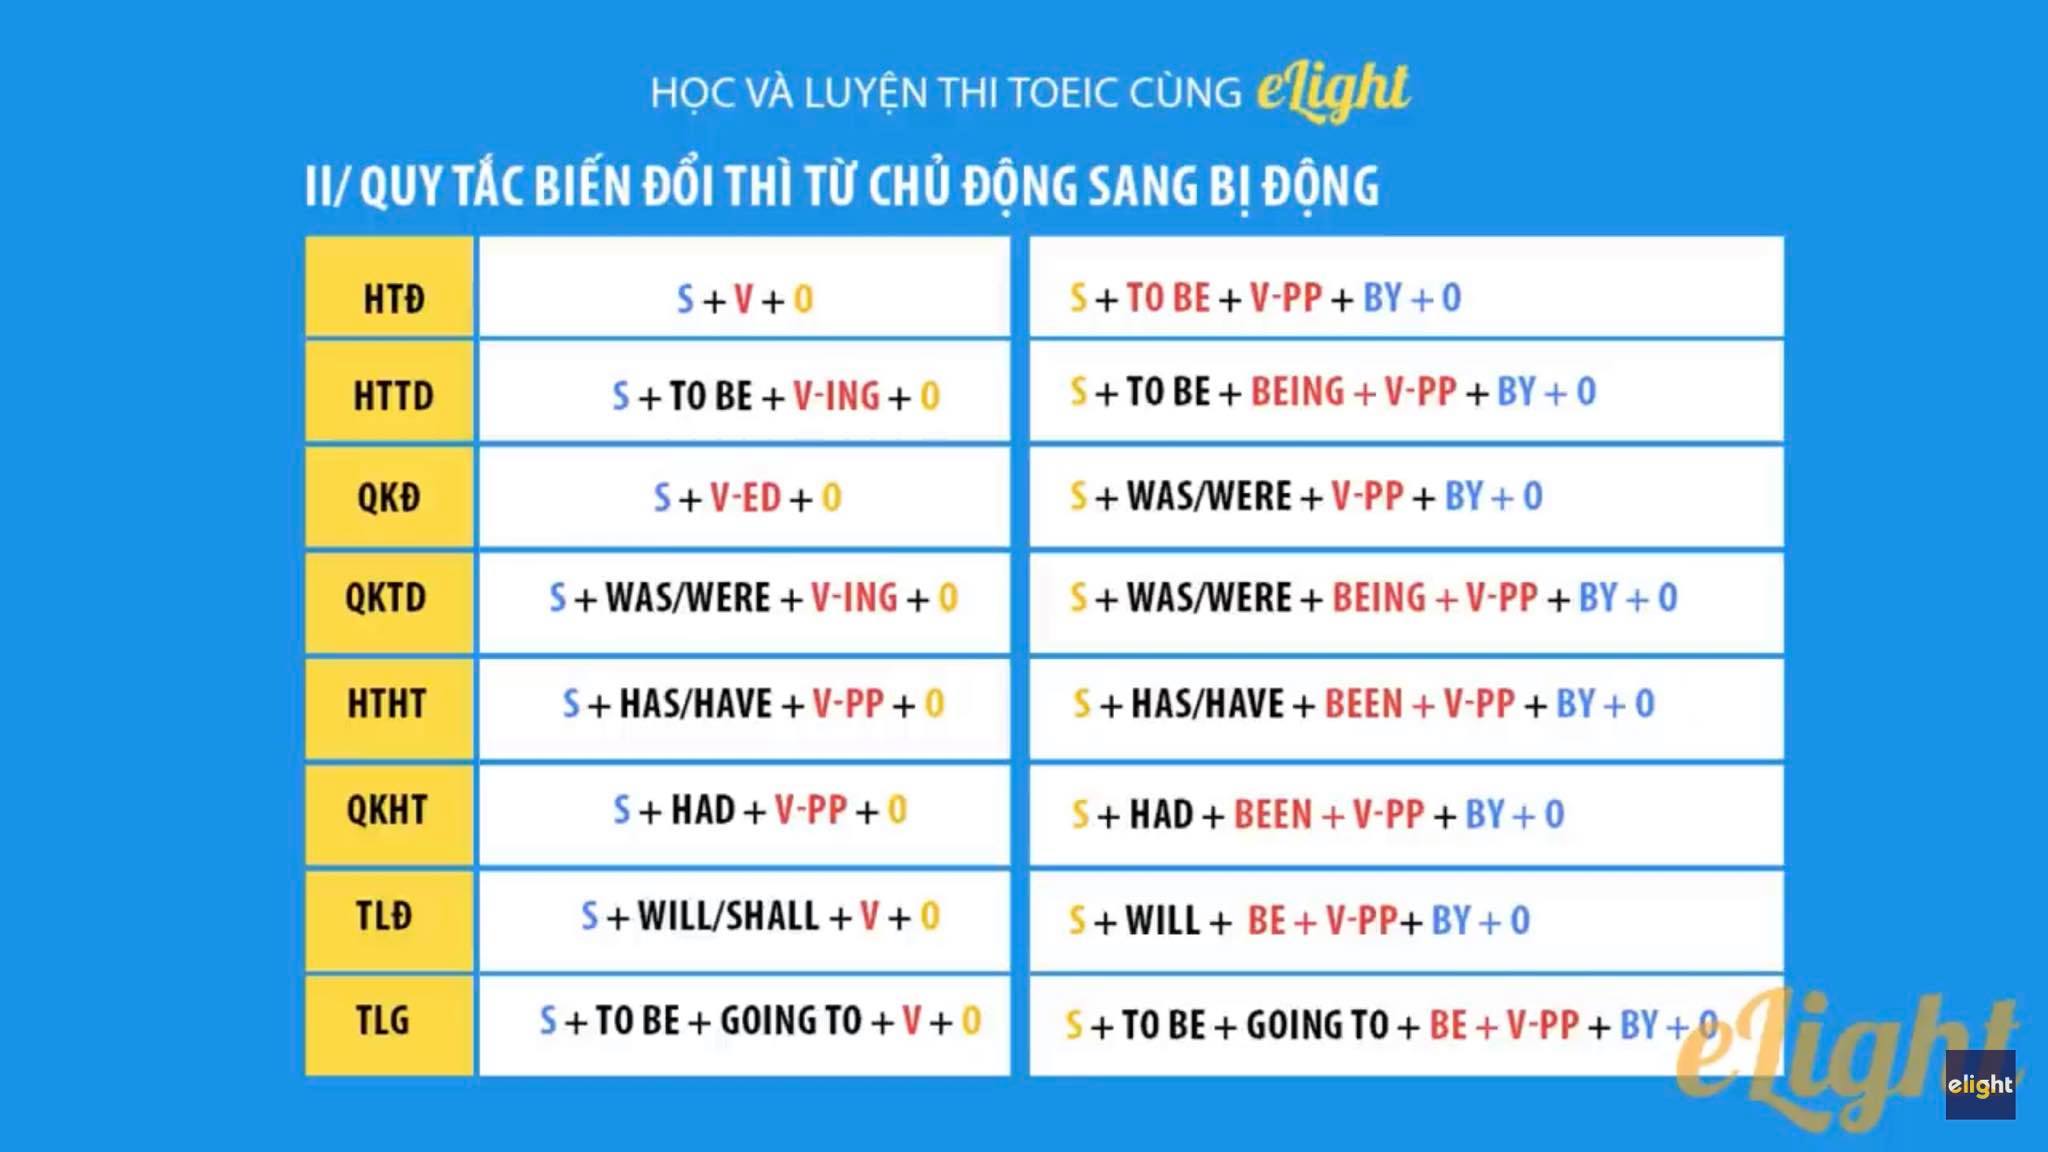 HỌC VÀ LUYỆN THI TOEIC CÙNG eLight
II/ QUY TẮC BIẾN ĐỔI THÌ TỪ CHỦ ĐỘNG SANG BỊ ĐỘNG
HTĐ S + V + O S + TO BE + V-PP + BY + O
HTTD S + TO BE + V-ING + O S + TO BE + BEING + V-PP + BY + O
QKĐ S + V-ED + O S + WAS/WERE + V-PP + BY + O
QKTD S + WAS/WERE + V-ING + O S + WAS/WERE + BEING + V-PP + BY + O
HTHT S + HAS/HAVE + V-PP + O S + HAS/HAVE + BEEN + V-PP + BY + O
QKHT S + HAD + V-PP + O S + HAD + BEEN + V-PP + BY + O
TLĐ S + WILL/SHALL + V + O S + WILL + BE + V-PP+ BY + O
TLG S + TO BE + GOING TO + V + O S + TO BE + GOING TO + BE + V-PP + BY + O
eLight
elight